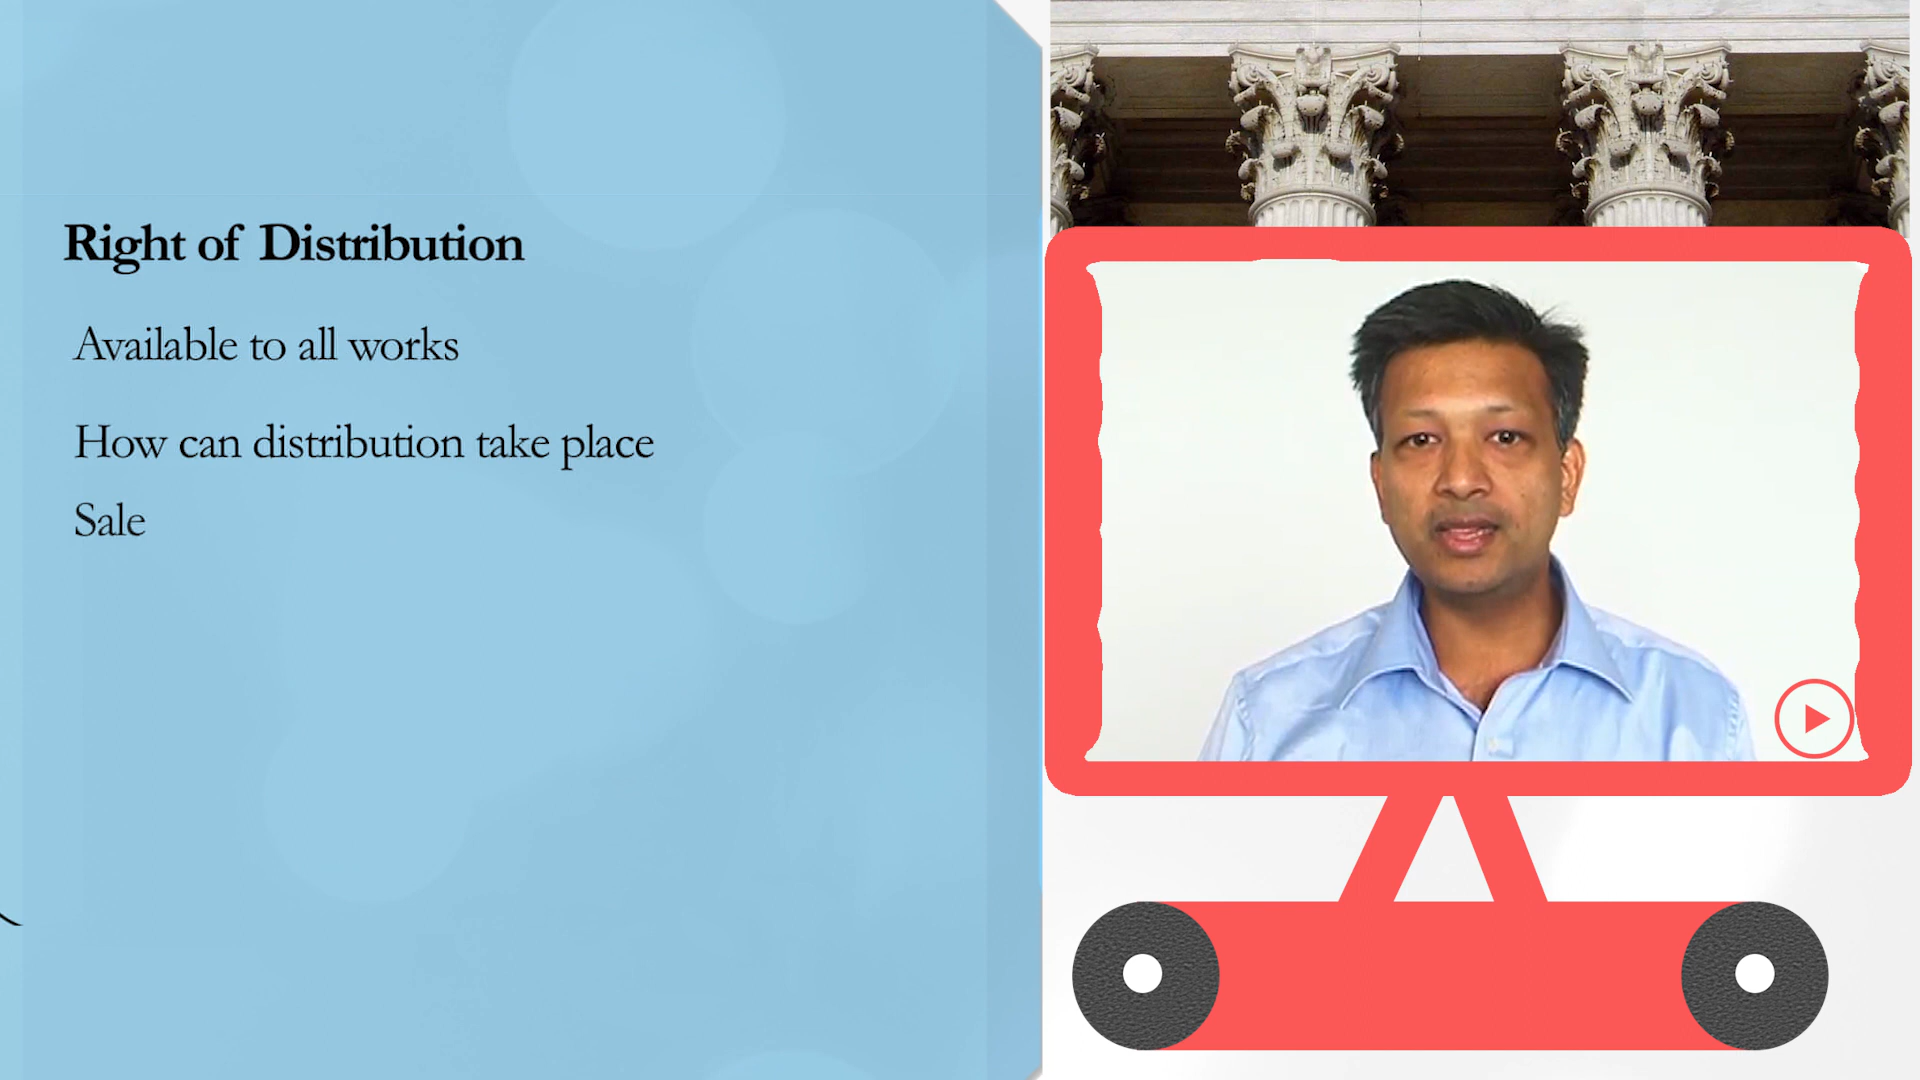 Right of Distribution
Available to all works
How can distribution take place
Sale